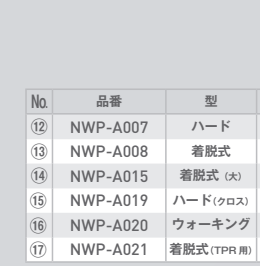 No. 品番 型
⑫ NWP-A007 ハード
⑬ NWP-A008 着脱式
⑭ NWP-A015 着脱式（大）
⑮ NWP-A019 ハード（クロス）
⑯ NWP-A020 ウォーキング
⑰ NWP-A021 着脱式（TPR用）